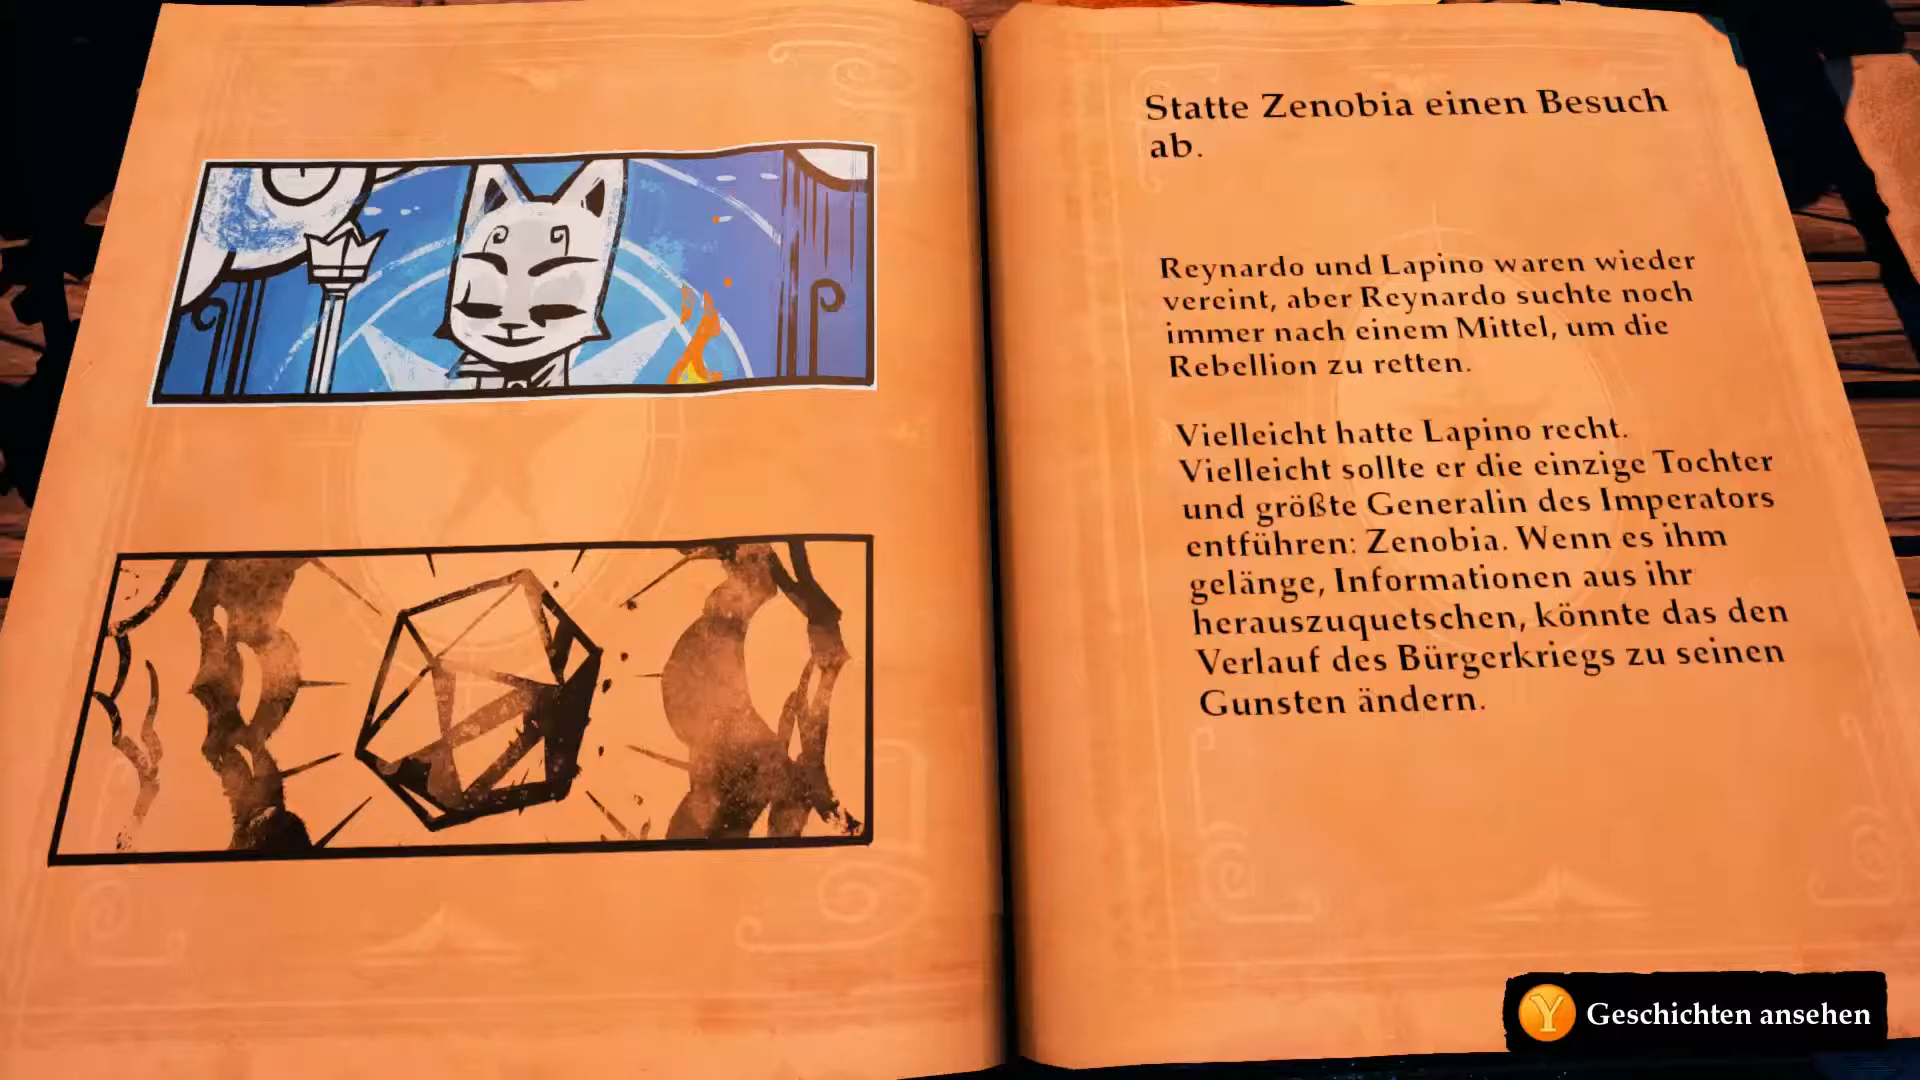 Statte Zenobia einen Besuch
ab.
Reynardo und Lapino waren wieder
vereint, aber Reynardo suchte noch
immer nach einem Mittel, um die
Rebellion zu retten.
Vielleicht hatte Lapino recht.
Vielleicht sollte er die einzige Tochter
und größte Generalin des Imperators
entführen: Zenobia. Wenn es ihm
gelänge, Informationen aus ihr
herauszuquetschen, könnte das den
Verlauf des Bürgerkriegs zu seinen
Gunsten ändern.
Y Geschichten ansehen